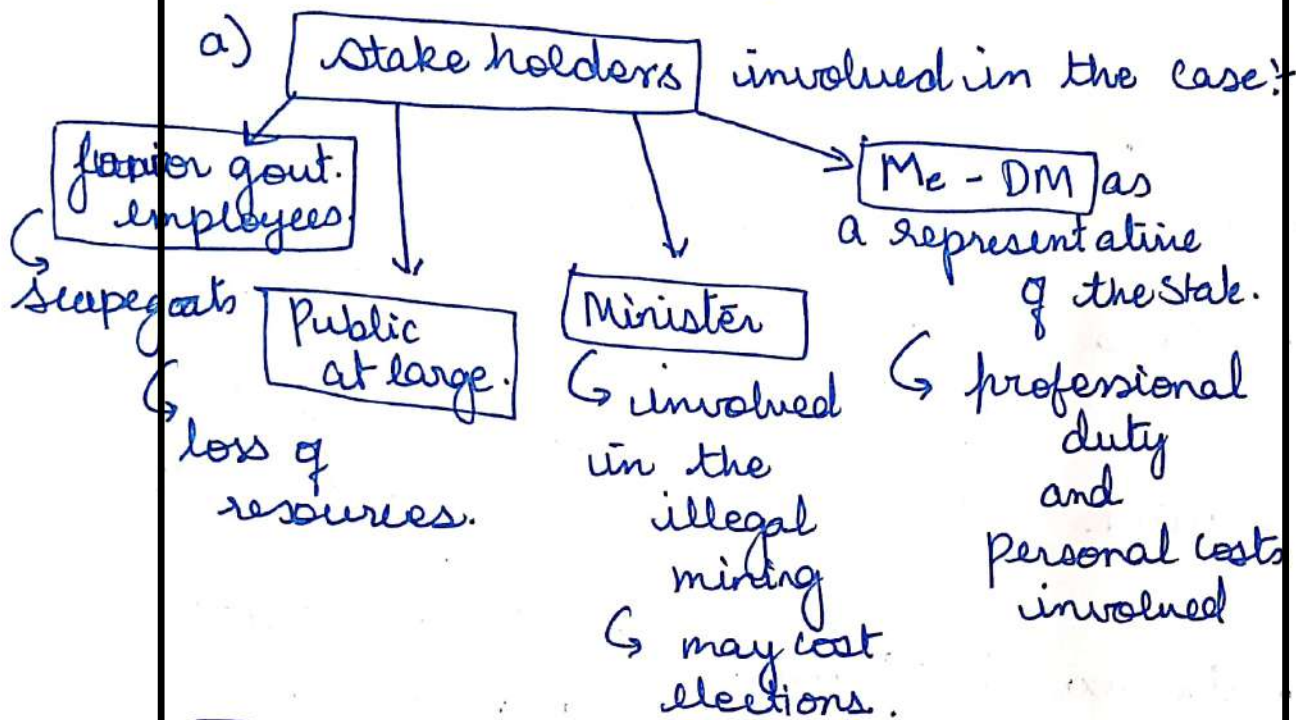 a) Stake holders involved in the case:-
Junior govt.
employees.
scapegoats
Public
at large.
loss of
resources.
Minister
involved
in the
illegal
mining
may cost
elections.
Me - DM as
a representative
of the State.
professional
duty
and
personal costs
involved